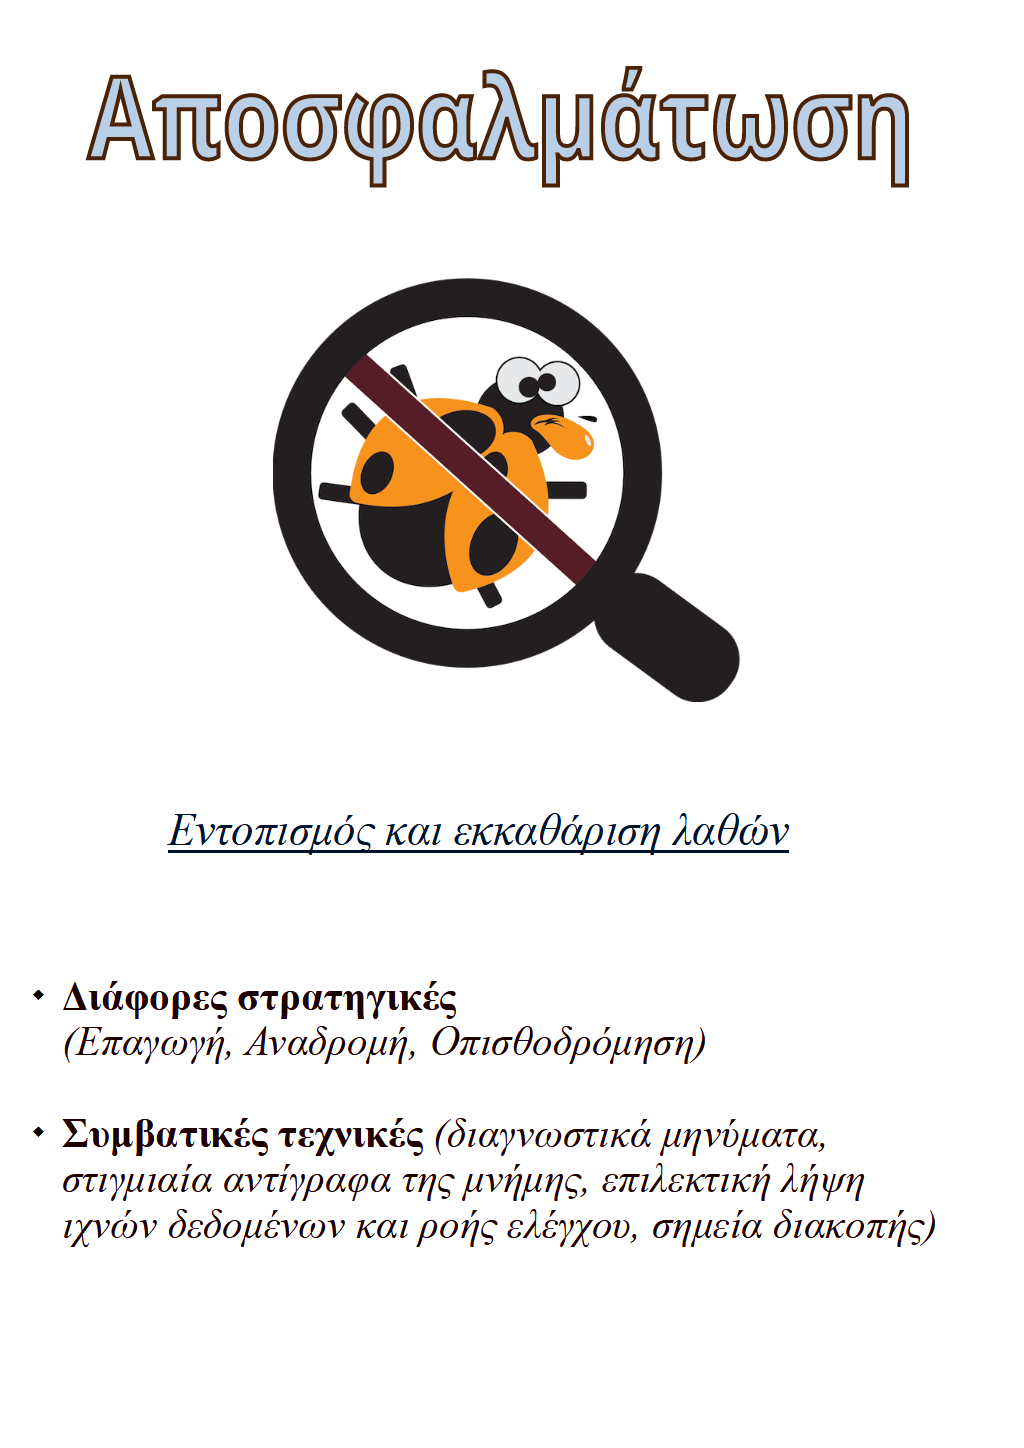 Αποσφαλμάτωση
Εντοπισμός και εκκαθάριση λαθών
Διάφορες στρατηγικές
(Επαγωγή, Αναδρομή, Οπισθοδρόμηση)
Συμβατικές τεχνικές (διαγνωστικά μηνύματα,
στιγμιαία αντίγραφα της μνήμης, επιλεκτική λήψη
ιχνών δεδομένων και ροής ελέγχου, σημεία διακοπής)